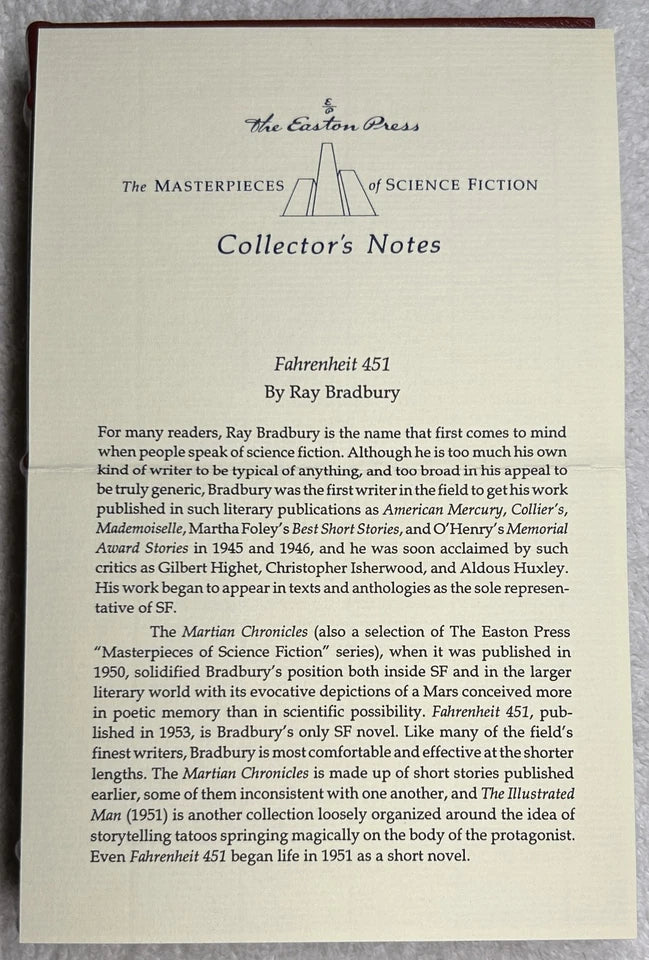 E
P
the Easton Press
The MASTERPIECES of SCIENCE FICTION
Collector's Notes
Fahrenheit 451
By Ray Bradbury
For many readers, Ray Bradbury is the name that first comes to mind
when people speak of science fiction. Although he is too much his own
kind of writer to be typical of anything, and too broad in his appeal to
be truly generic, Bradbury was the first writer in the field to get his work
published in such literary publications as American Mercury, Collier's,
Mademoiselle, Martha Foley's Best Short Stories, and O'Henry's Memorial
Award Stories in 1945 and 1946, and he was soon acclaimed by such
critics as Gilbert Highet, Christopher Isherwood, and Aldous Huxley.
His work began to appear in texts and anthologies as the sole represen-
tative of SF.
The Martian Chronicles (also a selection of The Easton Press
"Masterpieces of Science Fiction" series), when it was published in
1950, solidified Bradbury's position both inside SF and in the larger
literary world with its evocative depictions of a Mars conceived more
in poetic memory than in scientific possibility. Fahrenheit 451, pub-
lished in 1953, is Bradbury's only SF novel. Like many of the field's
finest writers, Bradbury is most comfortable and effective at the shorter
lengths. The Martian Chronicles is made up of short stories published
earlier, some of them inconsistent with one another, and The Illustrated
Man (1951) is another collection loosely organized around the idea of
storytelling tatoos springing magically on the body of the protagonist.
Even Fahrenheit 451 began life in 1951 as a short novel.